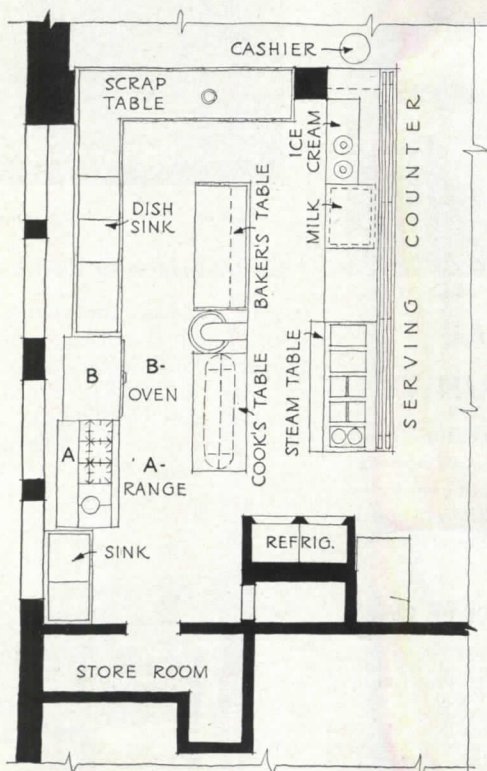 CASHIER
SCRAP
TABLE
ICE
CREAM
SERVING COUNTER
BAKER'S TABLE
MILK
DISH
SINK
B
B-
OVEN
STEAM TABLE
COOK'S TABLE
A
A-
RANGE
REFRIG.
SINK
STORE ROOM